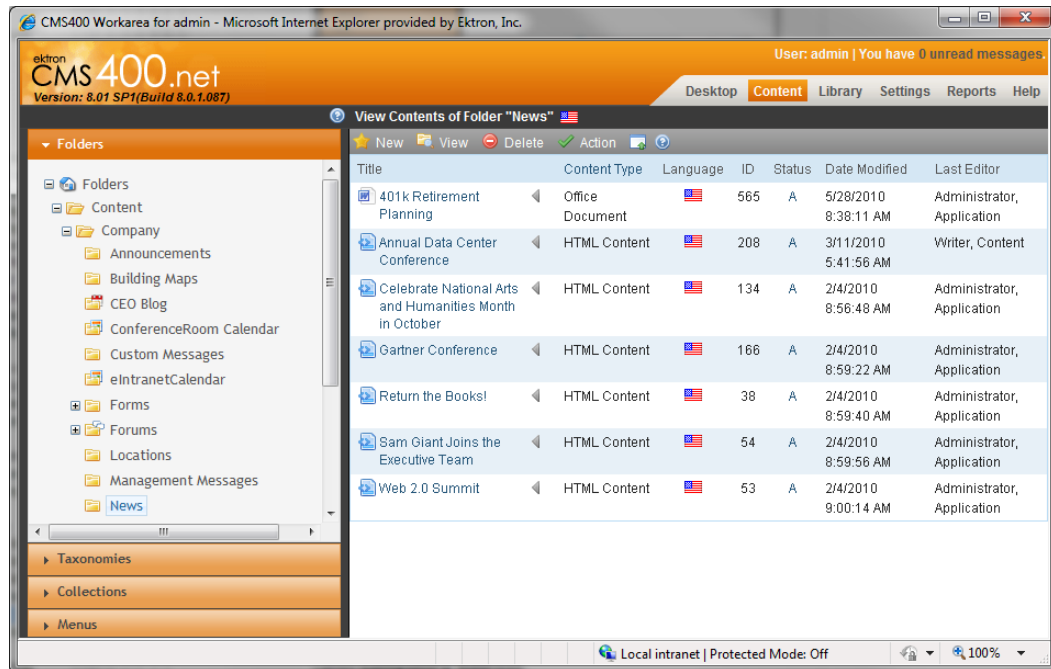 CMS400 Workarea for admin - Microsoft Internet Explorer provided by Ektron, Inc.
User: admin | You have 0 unread messages.
ektron
CMS400.net
Version: 8.01 SP1(Build 8.0.1.087)
Desktop Content Library Settings Reports Help
View Contents of Folder "News"
Folders
New View Delete Action
Folders
Content
Company
Announcements
Building Maps
CEO Blog
ConferenceRoom Calendar
Custom Messages
eIntranetCalendar
Forms
Forums
Locations
Management Messages
News
Taxonomies
Collections
Menus
Title Content Type Language ID Status Date Modified Last Editor
401k Retirement Office 565 A 5/28/2010 Administrator,
Planning Document 8:38:11 AM Application
Annual Data Center HTML Content 208 A 3/11/2010 Writer, Content
Conference 5:41:56 AM
Celebrate National Arts HTML Content 134 A 2/4/2010 Administrator,
and Humanities Month 8:56:48 AM Application
in October
Gartner Conference HTML Content 166 A 2/4/2010 Administrator,
8:59:22 AM Application
Return the Books! HTML Content 38 A 2/4/2010 Administrator,
8:59:40 AM Application
Sam Giant Joins the HTML Content 54 A 2/4/2010 Administrator,
Executive Team 8:59:56 AM Application
Web 2.0 Summit HTML Content 53 A 2/4/2010 Administrator,
9:00:14 AM Application
Local intranet | Protected Mode: Off 100%